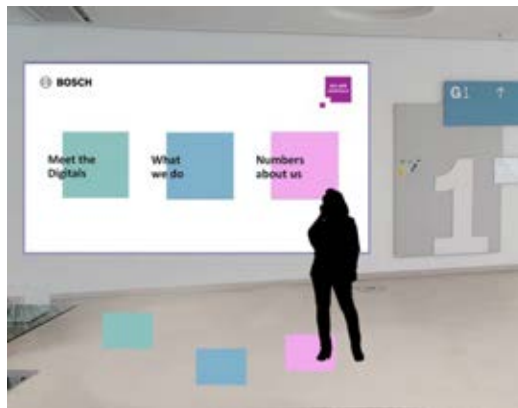 BOSCH
Meet the
Digitals
What
we do
Numbers
about us
G1 ↑
1